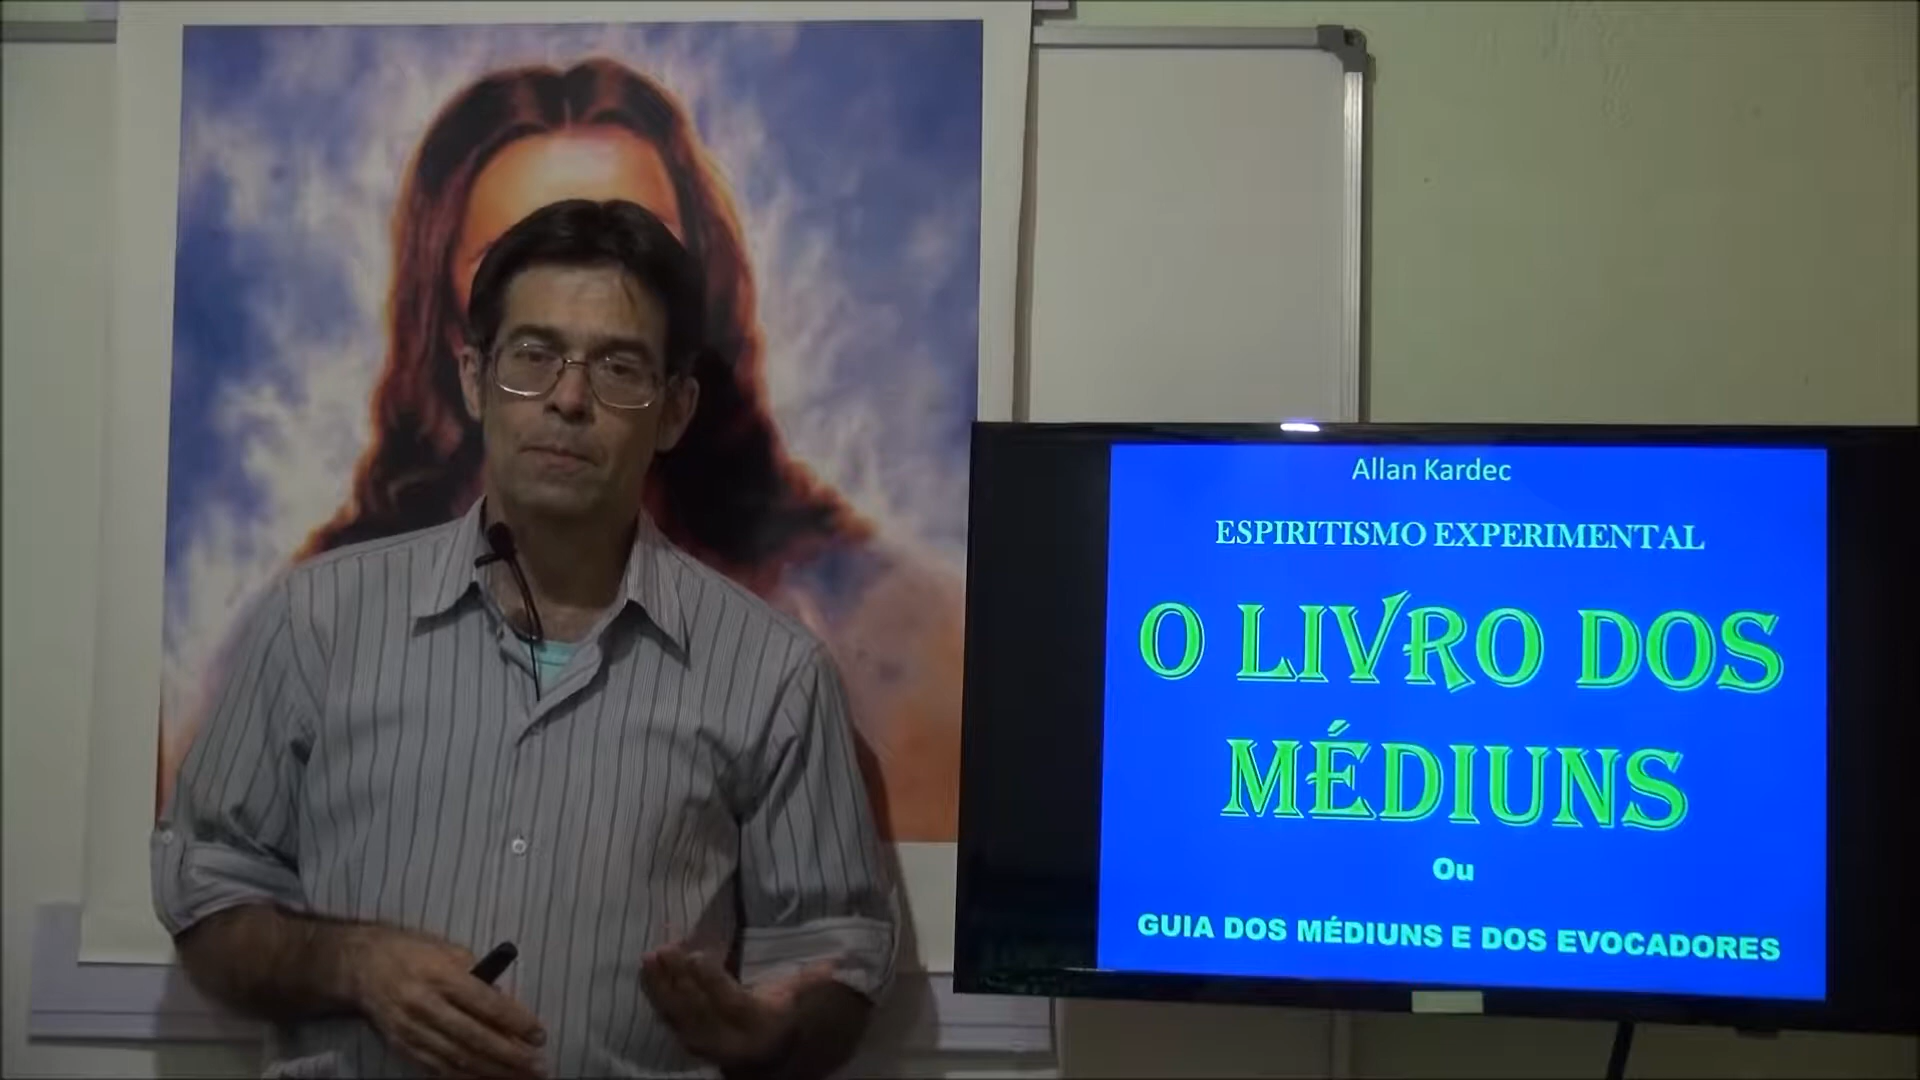 Allan Kardec
ESPIRITISMO EXPERIMENTAL
O LIVRO DOS
MÉDIUNS
Ou
GUIA DOS MÉDIUNS E DOS EVOCADORES